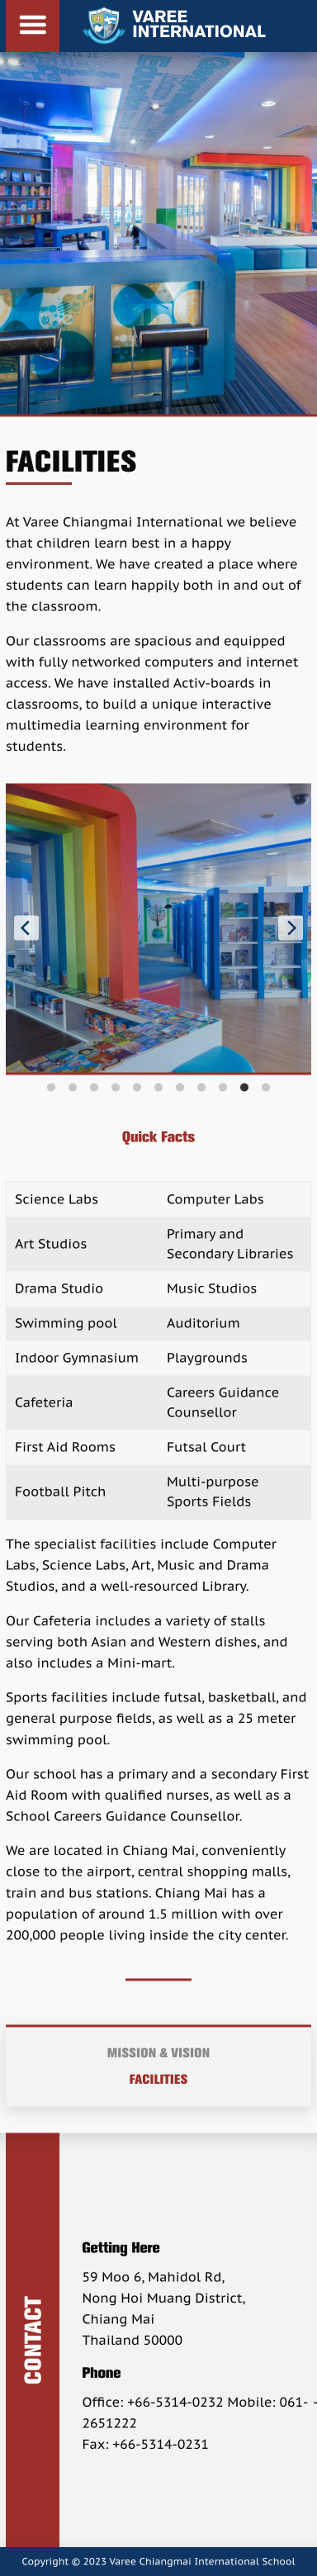 VAREE
INTERNATIONAL
FACILITIES
At Varee Chiangmai International we believe
that children learn best in a happy
environment. We have created a place where
students can learn happily both in and out of
the classroom.
Our classrooms are spacious and equipped
with fully networked computers and internet
access. We have installed Activ-boards in
classrooms, to build a unique interactive
multimedia learning environment for
students.
Quick Facts
Science Labs
Computer Labs
Art Studios
Primary and
Secondary Libraries
Drama Studio
Music Studios
Swimming pool
Auditorium
Indoor Gymnasium
Playgrounds
Cafeteria
Careers Guidance
Counsellor
First Aid Rooms
Futsal Court
Football Pitch
Multi-purpose
Sports Fields
The specialist facilities include Computer
Labs, Science Labs, Art, Music and Drama
Studios, and a well-resourced Library.
Our Cafeteria includes a variety of stalls
serving both Asian and Western dishes, and
also includes a Mini-mart.
Sports facilities include futsal, basketball, and
general purpose fields, as well as a 25 meter
swimming pool.
Our school has a primary and a secondary First
Aid Room with qualified nurses, as well as a
School Careers Guidance Counsellor.
We are located in Chiang Mai, conveniently
close to the airport, central shopping malls,
train and bus stations. Chiang Mai has a
population of around 1.5 million with over
200,000 people living inside the city center.
MISSION & VISION
FACILITIES
CONTACT
Getting Here
59 Moo 6, Mahidol Rd,
Nong Hoi Muang District,
Chiang Mai
Thailand 50000
Phone
Office: +66-5314-0232 Mobile: 061- -
2651222
Fax: +66-5314-0231
Copyright © 2023 Varee Chiangmai International School